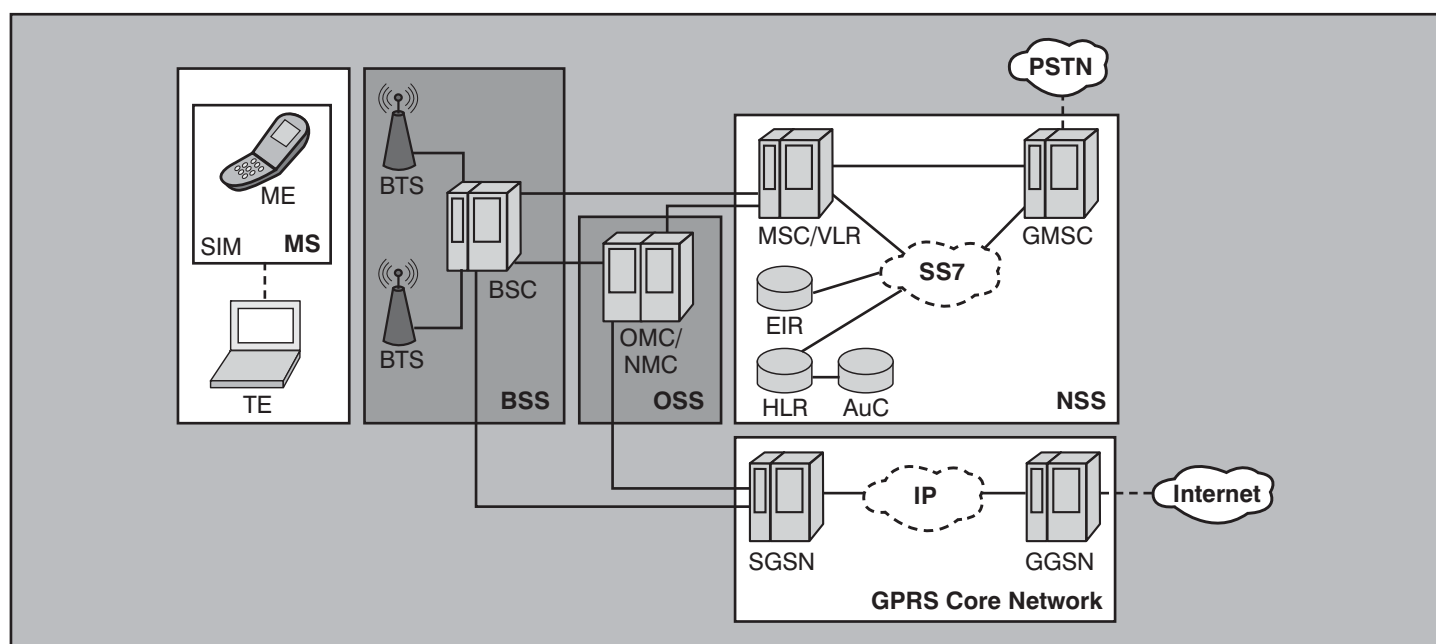 PSTN
ME
SIM
MS
TE
BTS
BTS
BSC
BSS
OMC/
NMC
OSS
MSC/VLR
GMSC
SS7
EIR
HLR
AuC
NSS
SGSN
IP
GGSN
Internet
GPRS Core Network